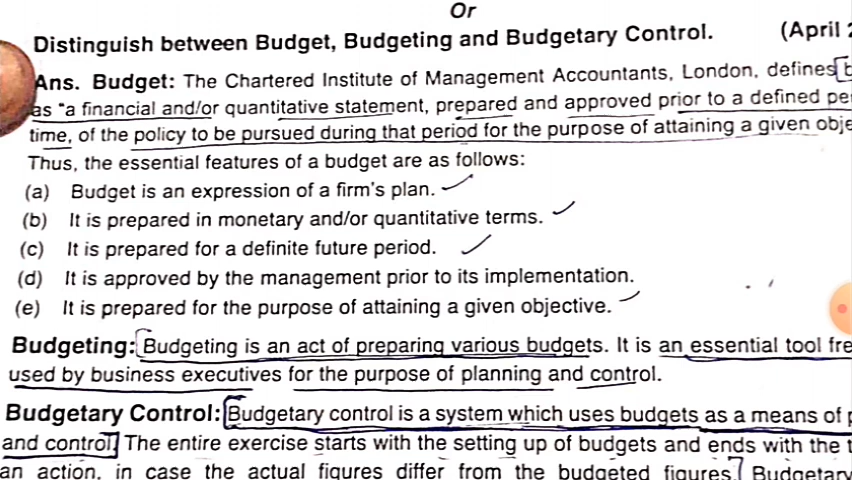 Or
Distinguish between Budget, Budgeting and Budgetary Control. (April
Ans. Budget: The Chartered Institute of Management Accountants, London, defines
as "a financial and/or quantitative statement, prepared and approved prior to a defined
time, of the policy to be pursued during that period for the purpose of attaining a given
Thus, the essential features of a budget are as follows:
(a) Budget is an expression of a firm's plan.
(b) It is prepared in monetary and/or quantitative terms.
(c) It is prepared for a definite future period.
(d) It is approved by the management prior to its implementation.
(e) It is prepared for the purpose of attaining a given objective.
Budgeting: Budgeting is an act of preparing various budgets. It is an essential tool
used by business executives for the purpose of planning and control.
Budgetary Control: Budgetary control is a system which uses budgets as a means of
and control. The entire exercise starts with the setting up of budgets and ends with the
an action, in case the actual figures differ from the budgeted figures. Budgetary